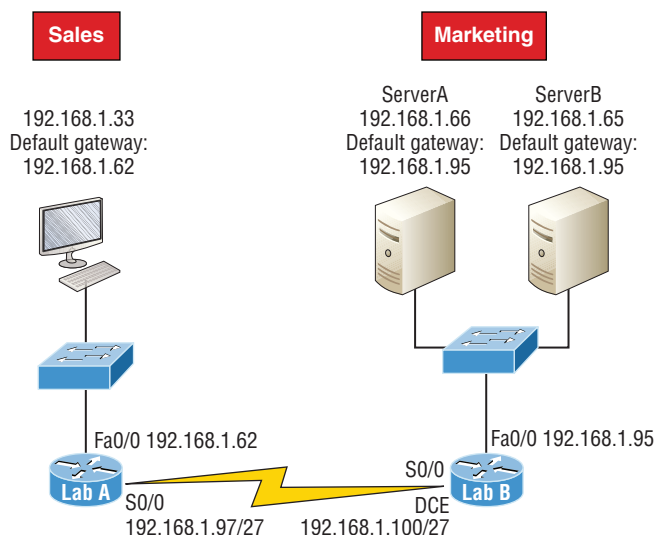 Sales
Marketing
192.168.1.33
Default gateway:
192.168.1.62
ServerA
192.168.1.66
Default gateway:
192.168.1.95
ServerB
192.168.1.65
Default gateway:
192.168.1.95
Fa0/0 192.168.1.62
Lab A
S0/0
192.168.1.97/27
Fa0/0 192.168.1.95
S0/0
Lab B
DCE
192.168.1.100/27